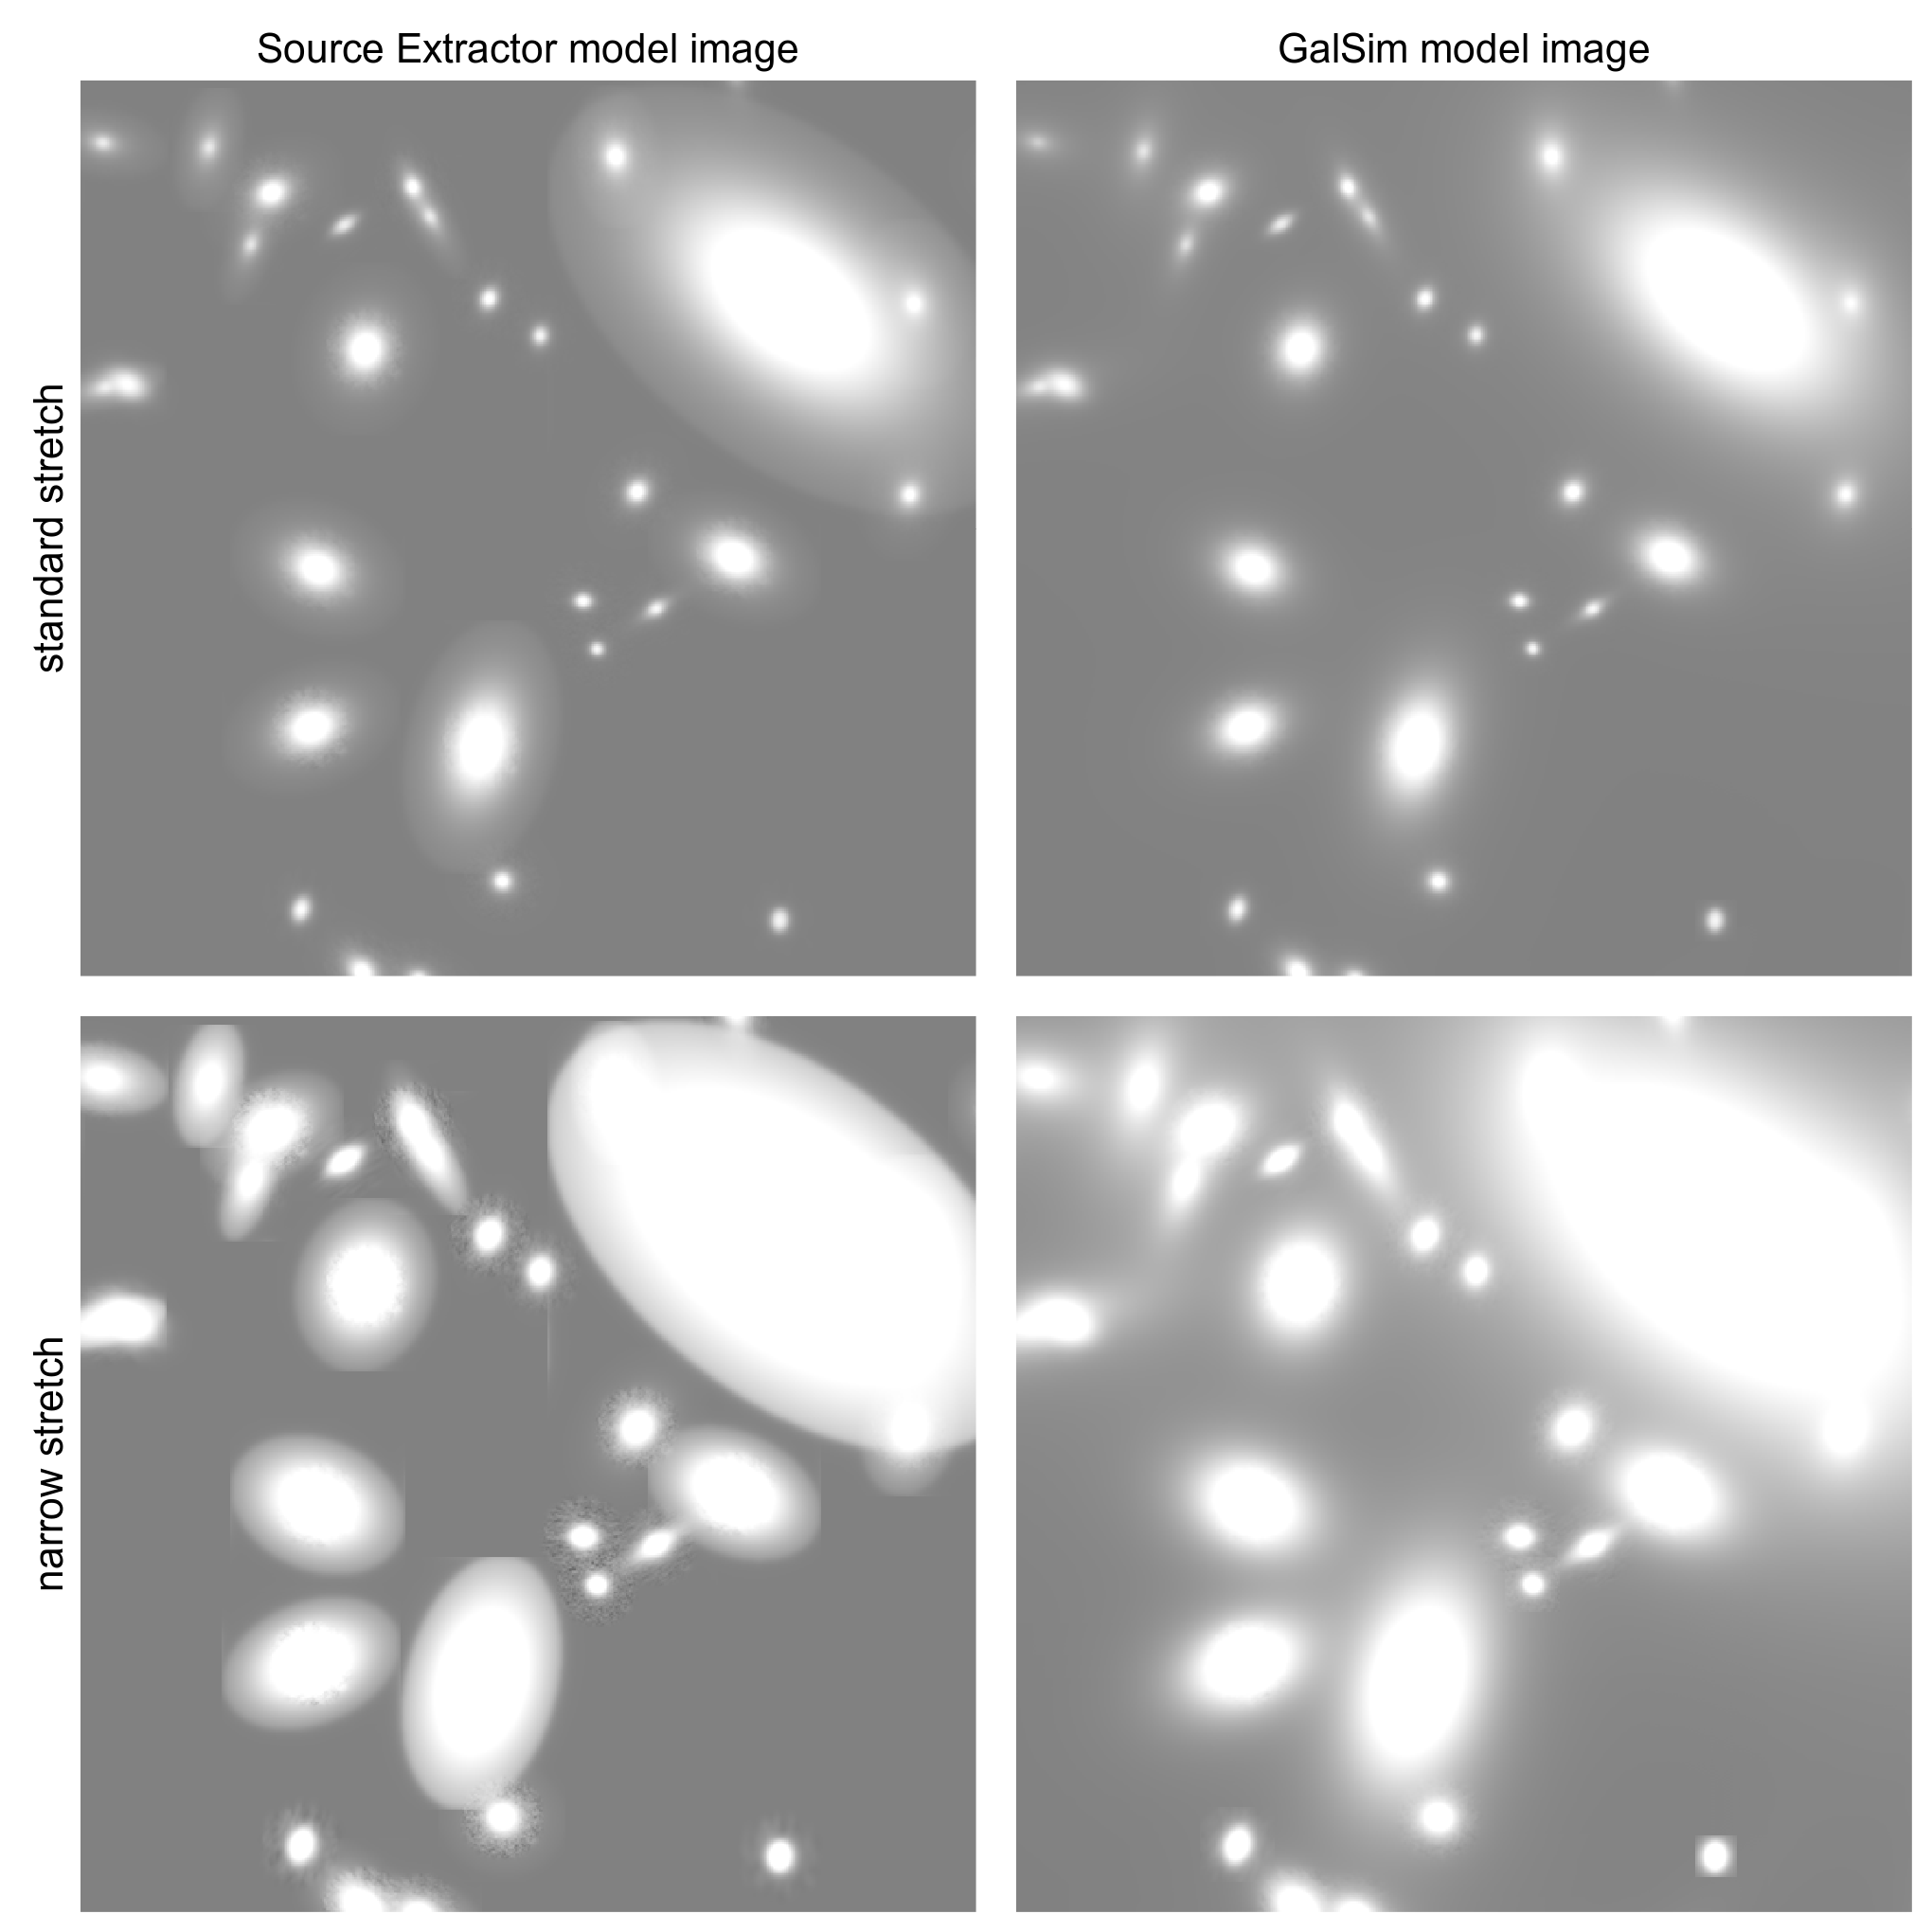 Source Extractor model image
GalSim model image
standard stretch
narrow stretch